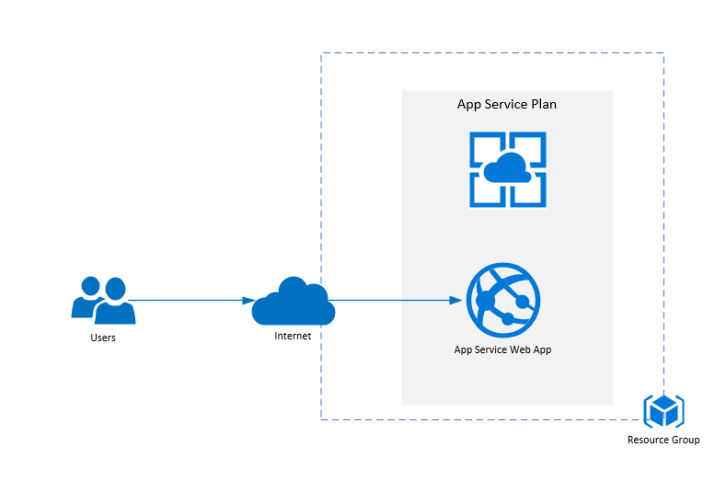 App Service Plan
Users
Internet
App Service Web App
Resource Group